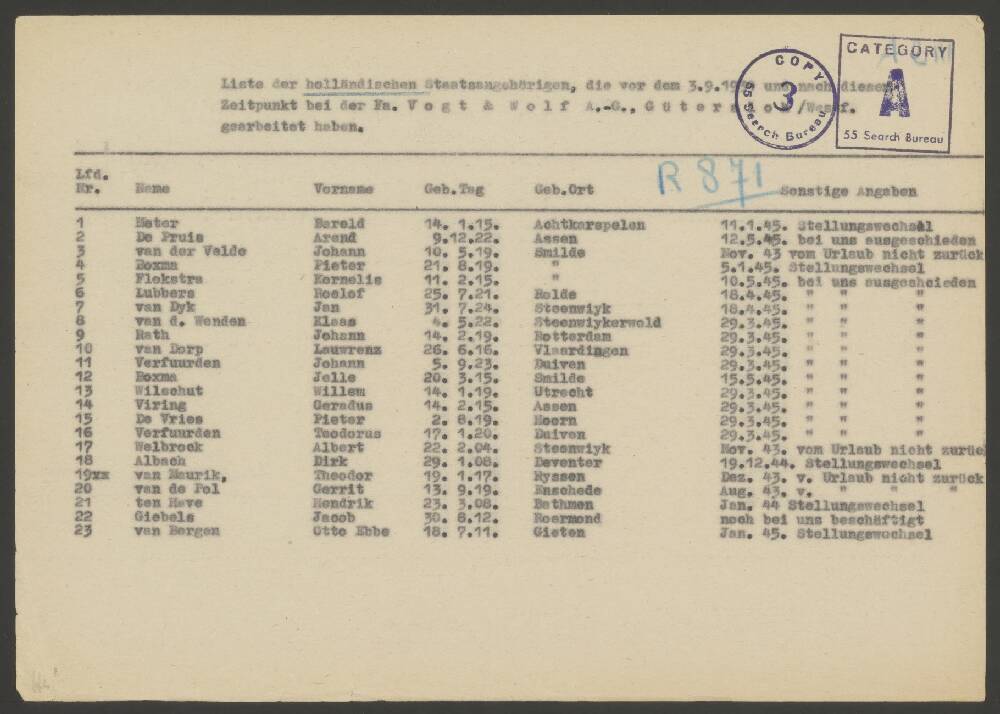 COPY
3
55 Search Bureau
CATEGORY
A
55 Search Bureau
Liste der holländischen Staatsangehörigen, die vor dem 3.9.19 und nach diesem
Zeitpunkt bei der Fa. Vogt & Wolf A.-G., Gütersloh/Westf.
gearbeitet haben.
R 871
Lfd.
Nr. Name Vorname Geb.Tag Geb.Ort Sonstige Angaben
1 Mater Bareld 14. 1.15. Achtkarspelen 11.1.45. Stellungswechsel
2 De Pruis Arend 9.12.22. Assen 12.5.45. bei uns ausgeschieden
3 van der Velde Johann 10. 5.19. Smilde Nov. 43 vom Urlaub nicht zurück
4 Boxma Pieter 21. 8.19. " 5.1.45. Stellungswechsel
5 Flokstra Kornelis 11. 2.15. " 10.5.45. bei uns ausgeschieden
6 Lubbers Roelof 25. 7.21. Rolde 18.4.45. " " "
7 van Dyk Jan 31. 7.24. Steenwiyk 18.4.45. " " "
8 van d. Wenden Klaas 4. 5.22. Steenwiykerwold 29.3.45. " " "
9 Rath Johann 14. 2.19. Rotterdam 29.3.45. " " "
10 van Dorp Lauwrenz 26. 6.16. Vlaardingen 29.3.45. " " "
11 Verfuurden Johann 5. 9.23. Duiven 29.3.45. " " "
12 Boxma Jelle 20. 3.15. Smilde 15.5.45. " " "
13 Wilschut Willem 14. 1.19. Utrecht 29.3.45. " " "
14 Viring Geradus 14. 2.15. Assen 29.3.45. " " "
15 De Vries Pieter 2. 8.19. Hoorn 29.3.45. " " "
16 Verfuurden Teodorus 17. 1.20. Duiven 29.3.45. " " "
17 Welbrock Albert 22. 2.04. Steenwiyk Nov. 43. vom Urlaub nicht zurück
18 Albach Dirk 29. 1.08. Deventer 19.12.44. Stellungswechsel
19xx van Maurik, Theodor 19. 1.17. Ryssen Dez. 43. v. Urlaub nicht zurück
20 van de Pol Gerrit 13. 9.19. Enschede Aug. 43. v. " " "
21 ten Have Hendrik 23. 3.08. Bathmen Jan. 44 Stellungswechsel
22 Giebels Jacob 30. 8.12. Roermond noch bei uns beschäftigt
23 van Bergen Otto Ebbe 18. 7.11. Gieten Jan. 45. Stellungswechsel